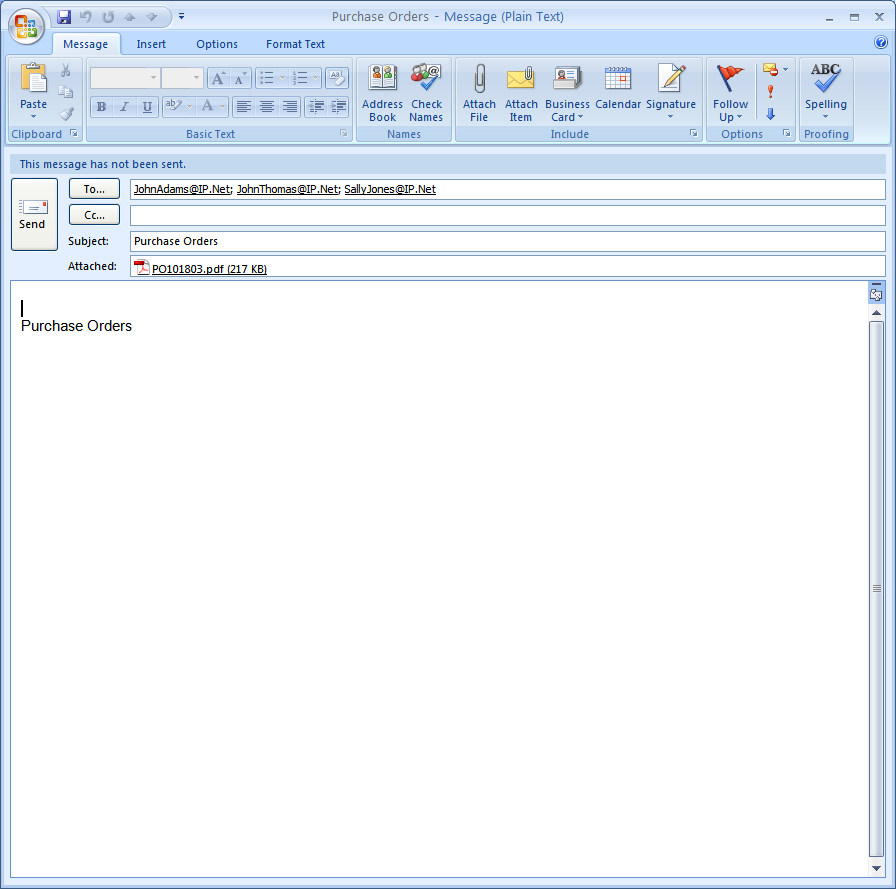 Purchase Orders - Message (Plain Text)
Message Insert Options Format Text
Paste
Clipboard
B I U ab A
Basic Text
Address Book
Check Names
Names
Attach File
Attach Item
Business Card
Calendar
Signature
Include
Follow Up
Options
ABC
Spelling
Proofing
This message has not been sent.
Send
To... JohnAdams@IP.Net; JohnThomas@IP.Net; SallyJones@IP.Net
Cc...
Subject: Purchase Orders
Attached: PO101803.pdf (217 KB)
Purchase Orders